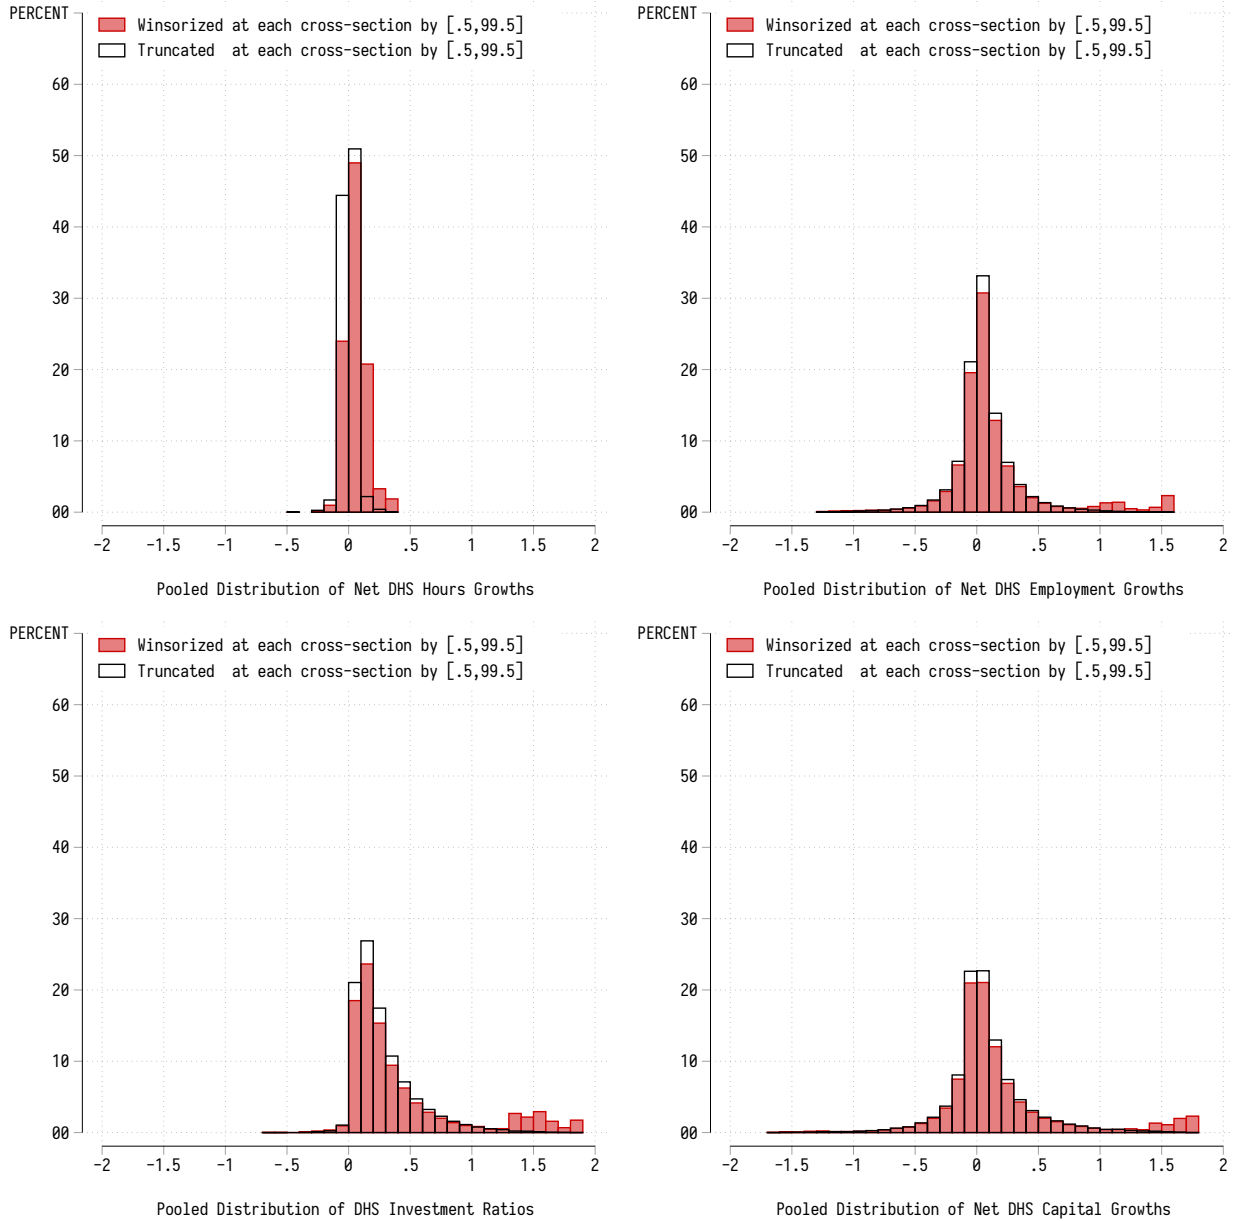 PERCENT
Winsorized at each cross-section by [.5,99.5]
Truncated  at each cross-section by [.5,99.5]
60
50
40
30
20
10
00
-2 -1.5 -1 -.5 0 .5 1 1.5 2
Pooled Distribution of Net DHS Hours Growths
PERCENT
Winsorized at each cross-section by [.5,99.5]
Truncated  at each cross-section by [.5,99.5]
60
50
40
30
20
10
00
-2 -1.5 -1 -.5 0 .5 1 1.5 2
Pooled Distribution of Net DHS Employment Growths
PERCENT
Winsorized at each cross-section by [.5,99.5]
Truncated  at each cross-section by [.5,99.5]
60
50
40
30
20
10
00
-2 -1.5 -1 -.5 0 .5 1 1.5 2
Pooled Distribution of DHS Investment Ratios
PERCENT
Winsorized at each cross-section by [.5,99.5]
Truncated  at each cross-section by [.5,99.5]
60
50
40
30
20
10
00
-2 -1.5 -1 -.5 0 .5 1 1.5 2
Pooled Distribution of Net DHS Capital Growths